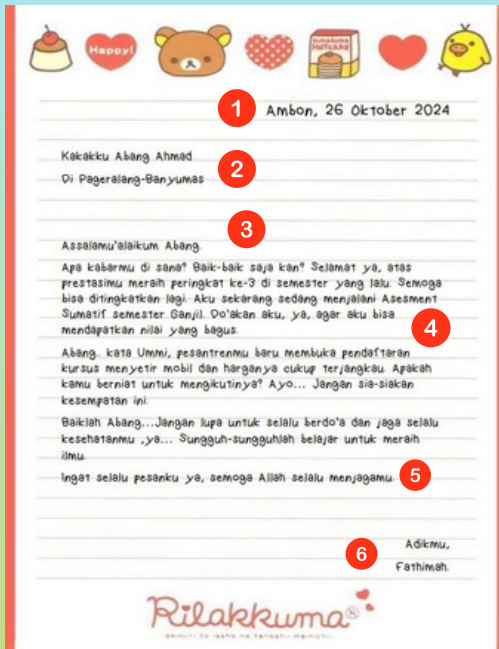 Happy!
HOTCAKE
1
Ambon, 26 Oktober 2024
Kakakku Abang Ahmad
Di Pageralang-Banyumas
2
3
Assalamu'alaikum Abang.
Apa kabarmu di sana? Baik-baik saja kan? Selamat ya, atas
prestasimu meraih peringkat ke-3 di semester yang lalu. Semoga
bisa ditingkatkan lagi. Aku sekarang sedang menjalani Asesment
Sumatif semester Ganjil. Do'akan aku, ya, agar aku bisa
mendapatkan nilai yang bagus.
4
Abang.. kata Ummi, pesantrenmu baru membuka pendaftaran
kursus menyetir mobil dan harganya cukup terjangkau. Apakah
kamu berniat untuk mengikutinya? Ayo... Jangan sia-siakan
kesempatan ini.
Baiklah Abang...Jangan lupa untuk selalu berdo'a dan jaga selalu
kesehatanmu ,ya... Sungguh-sungguhlah belajar untuk meraih
ilmu.
Ingat selalu pesanku ya, semoga Allah selalu menjagamu.
5
Adikmu,
6
Fathimah.
Rilakkuma®